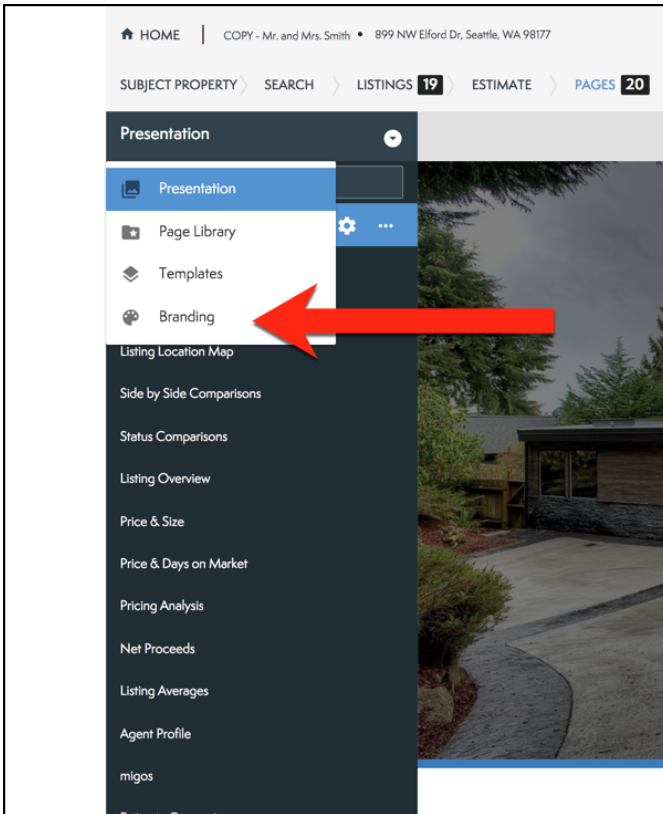 HOME | COPY - Mr. and Mrs. Smith • 899 NW Elford Dr, Seattle, WA 98177
SUBJECT PROPERTY SEARCH LISTINGS 19 ESTIMATE PAGES 20
Presentation
Presentation
Page Library
Templates
Branding
Listing Location Map
Side by Side Comparisons
Status Comparisons
Listing Overview
Price & Size
Price & Days on Market
Pricing Analysis
Net Proceeds
Listing Averages
Agent Profile
migos